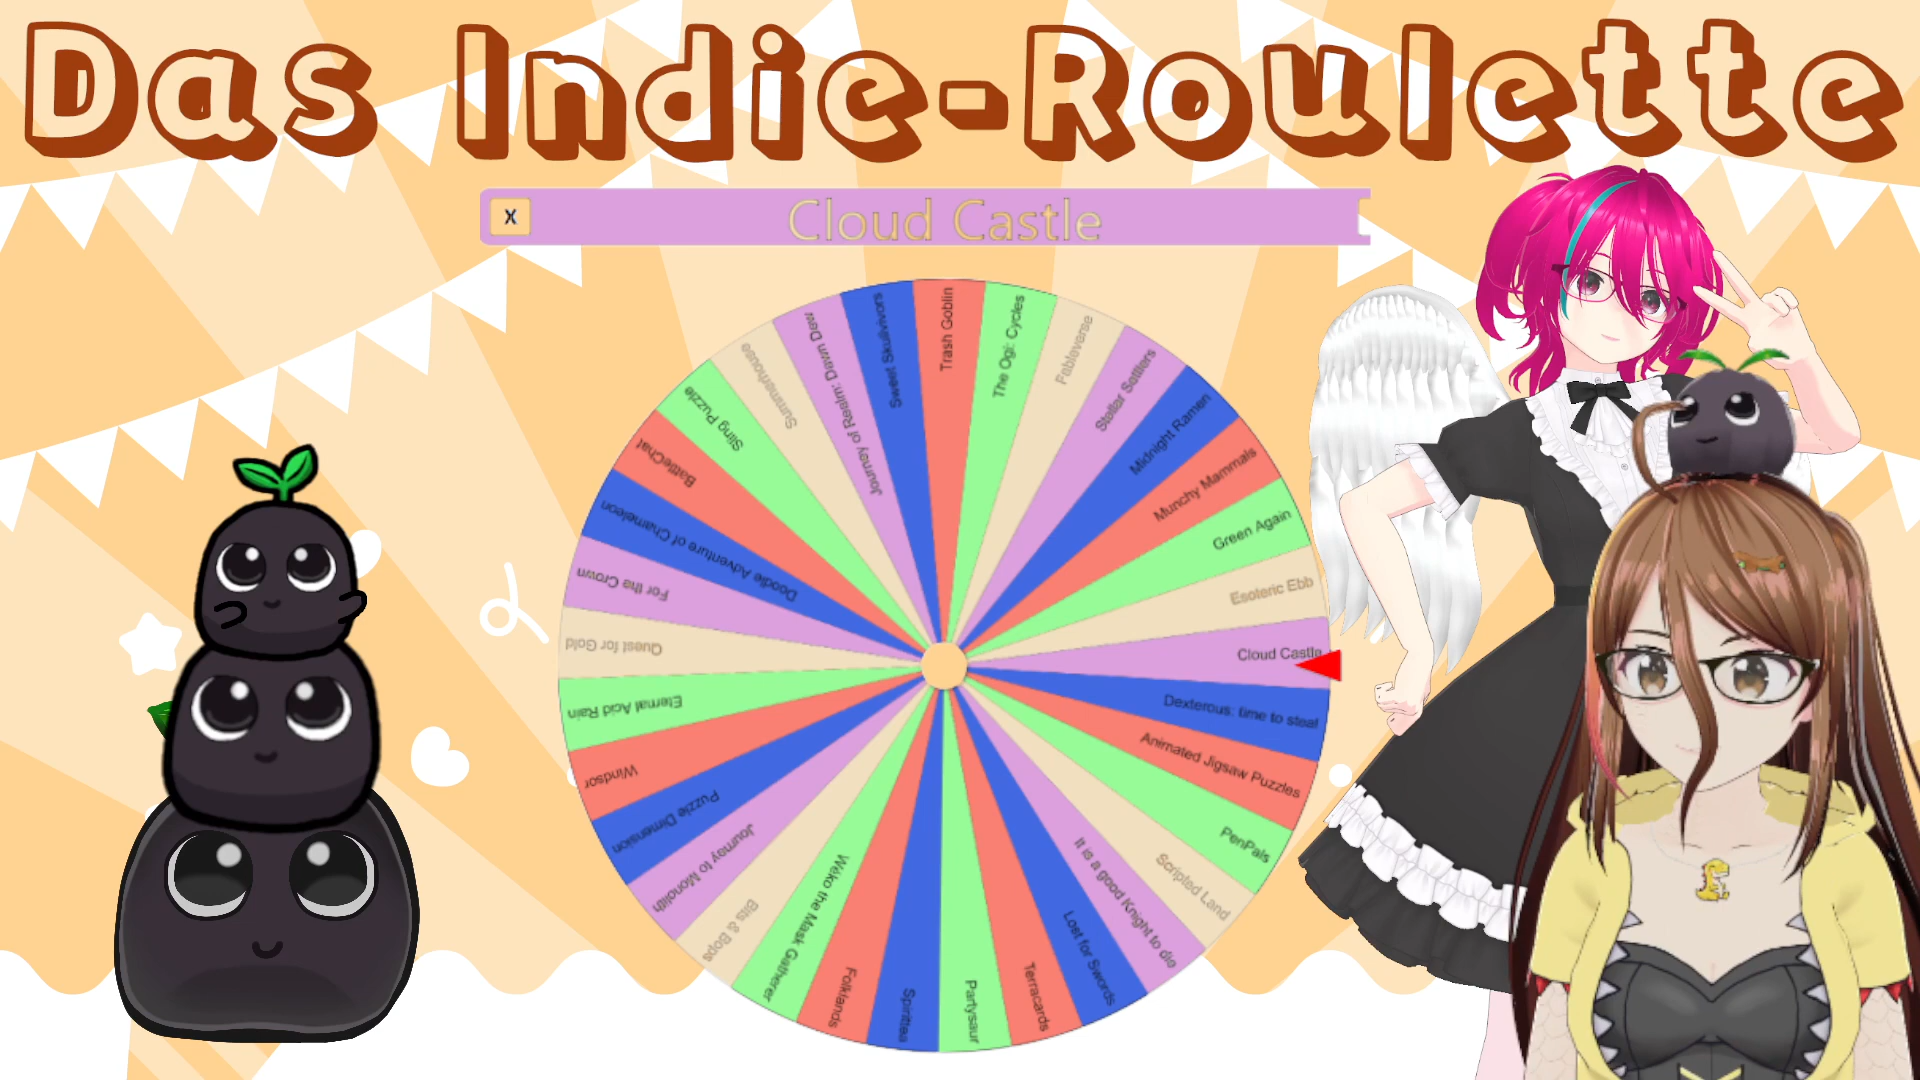 Das Indie-Roulette
X
Cloud Castle
Trash Goblin
The Ogi: Cycles
Fableverse
Stellar Settlers
Midnight Ramen
Munchy Mammals
Green Again
Esoteric Ebb
Cloud Castle
Dexterous: time to steal
Animated Jigsaw Puzzles
PenPals
Scripted Land
It is a good Knight to die
Lost for Swords
Terracards
Partysaur
Spirittea
Folklands
Wéko the Mask Gatherer
Bits & Bops
Journey to Monolith
Puzzle Dimension
Windsor
Eternal Acid Rain
Quest for Gold
For the Crown
Doodle Adventure of Chameleon
BattleChat
Sling Puzzle
Summerhouse
Journey of Realm: Dawn Dew
Sweet Skurvivors